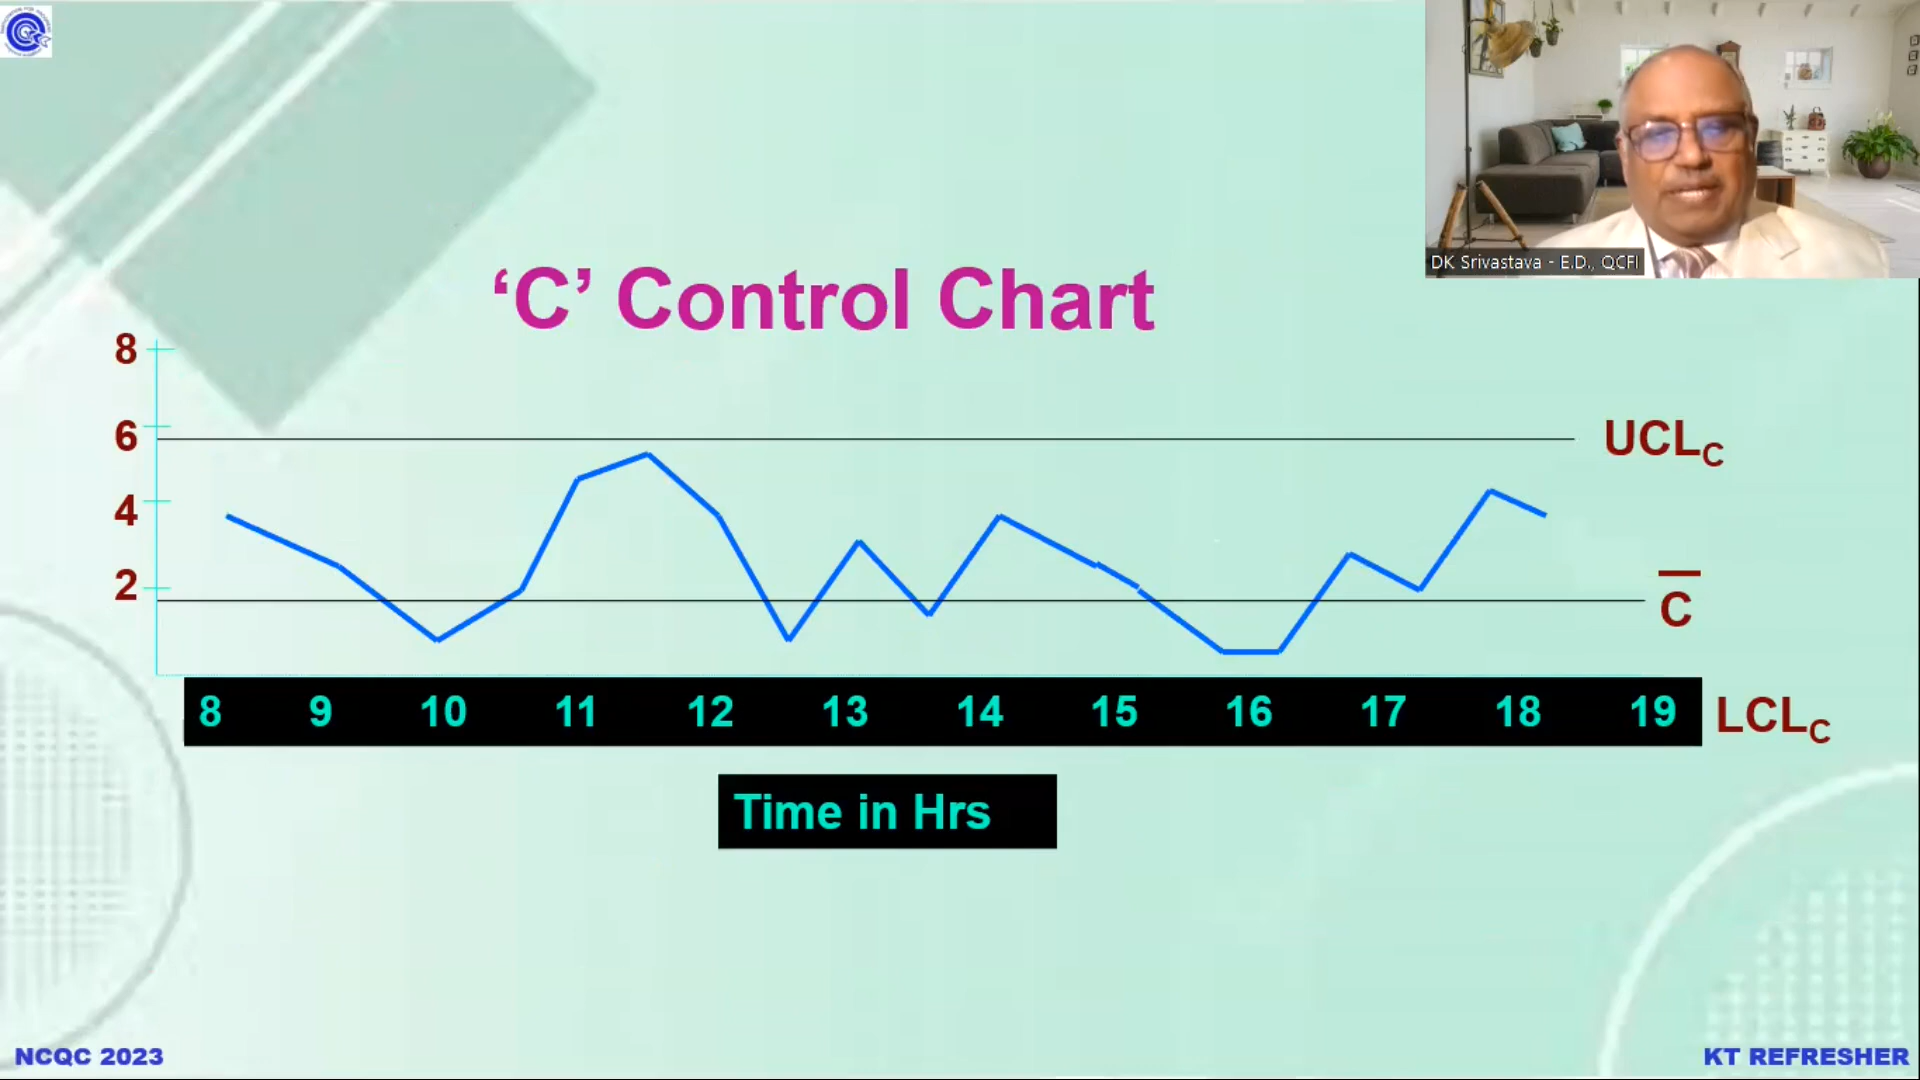 DK Srivastava - E.D., QCFI
‘C’ Control Chart
8
6
4
2
UCLC
C
8 9 10 11 12 13 14 15 16 17 18 19
LCLC
Time in Hrs
NCQC 2023
KT REFRESHER